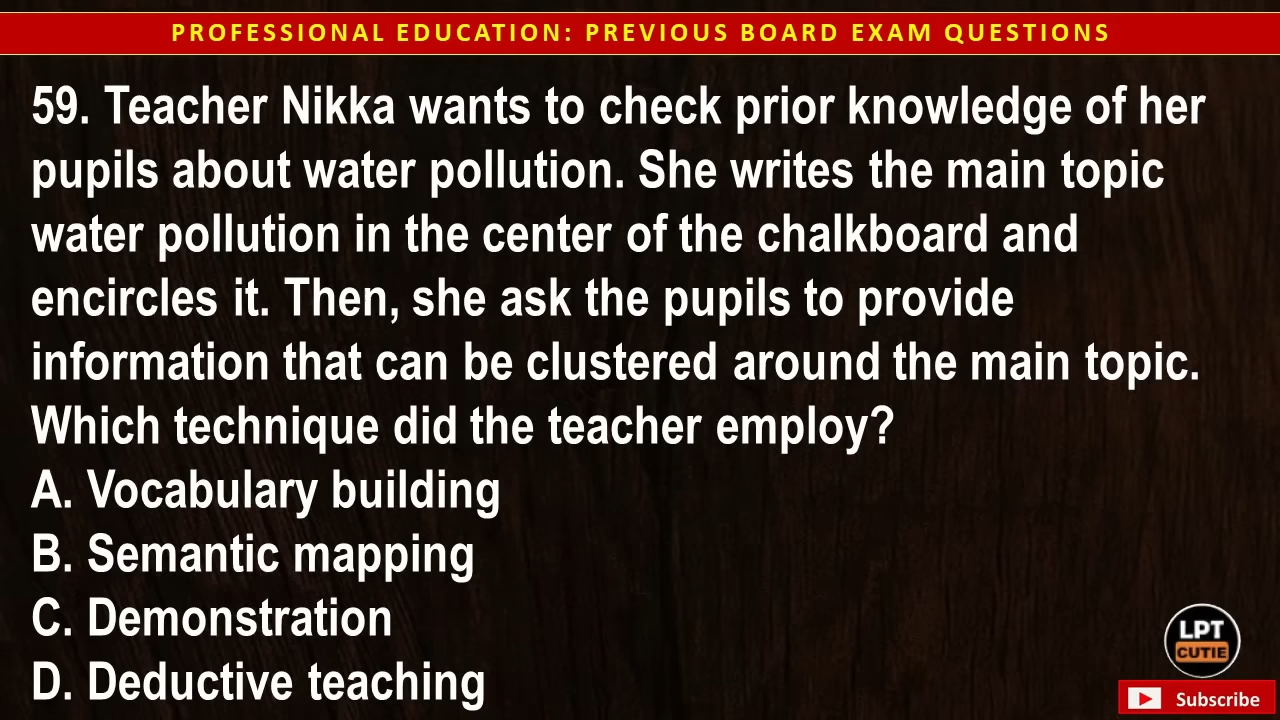 PROFESSIONAL EDUCATION: PREVIOUS BOARD EXAM QUESTIONS
59. Teacher Nikka wants to check prior knowledge of her
pupils about water pollution. She writes the main topic
water pollution in the center of the chalkboard and
encircles it. Then, she ask the pupils to provide
information that can be clustered around the main topic.
Which technique did the teacher employ?
A. Vocabulary building
B. Semantic mapping
C. Demonstration
D. Deductive teaching
LPT
CUTIE
Subscribe